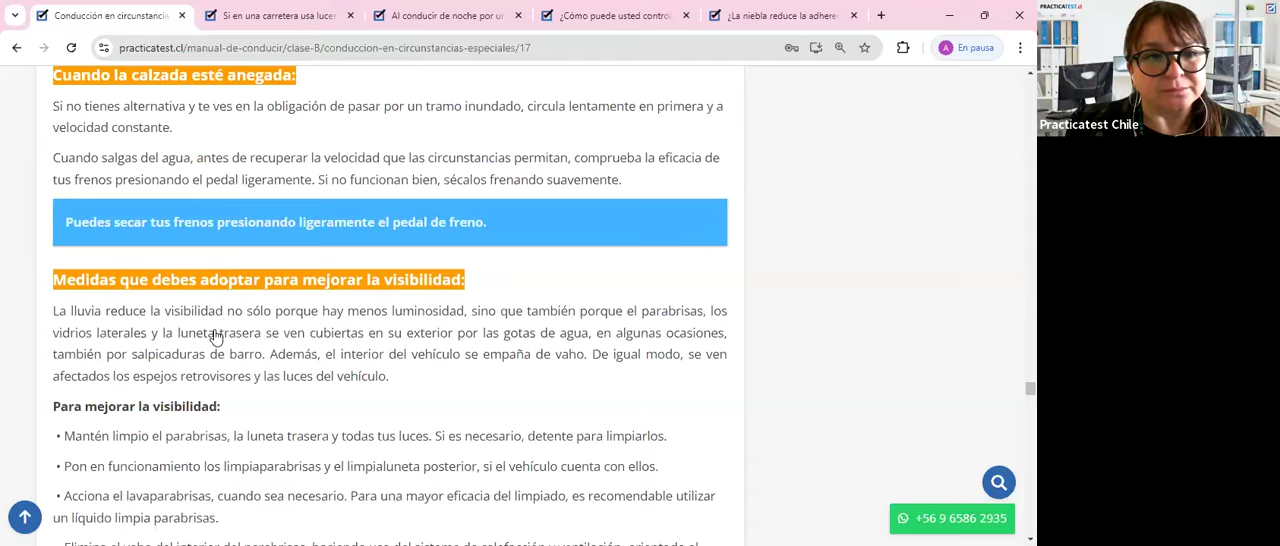 Conducción en circunstancia
Si en una carretera usa luces
Al conducir de noche por un
¿Cómo puede usted control
¿La niebla reduce la adhere
practicatest.cl/manual-de-conducir/clase-B/conduccion-en-circunstancias-especiales/17
A En pausa
PRACTICATEST.cl
Practicatest Chile
Cuando la calzada esté anegada:
Si no tienes alternativa y te ves en la obligación de pasar por un tramo inundado, circula lentamente en primera y a
velocidad constante.
Cuando salgas del agua, antes de recuperar la velocidad que las circunstancias permitan, comprueba la eficacia de
tus frenos presionando el pedal ligeramente. Si no funcionan bien, sécalos frenando suavemente.
Puedes secar tus frenos presionando ligeramente el pedal de freno.
Medidas que debes adoptar para mejorar la visibilidad:
La lluvia reduce la visibilidad no sólo porque hay menos luminosidad, sino que también porque el parabrisas, los
vidrios laterales y la luneta trasera se ven cubiertas en su exterior por las gotas de agua, en algunas ocasiones,
también por salpicaduras de barro. Además, el interior del vehículo se empaña de vaho. De igual modo, se ven
afectados los espejos retrovisores y las luces del vehículo.
Para mejorar la visibilidad:
• Mantén limpio el parabrisas, la luneta trasera y todas tus luces. Si es necesario, detente para limpiarlos.
• Pon en funcionamiento los limpiaparabrisas y el limpialuneta posterior, si el vehículo cuenta con ellos.
• Acciona el lavaparabrisas, cuando sea necesario. Para una mayor eficacia del limpiado, es recomendable utilizar
un líquido limpia parabrisas.
+56 9 6586 2935